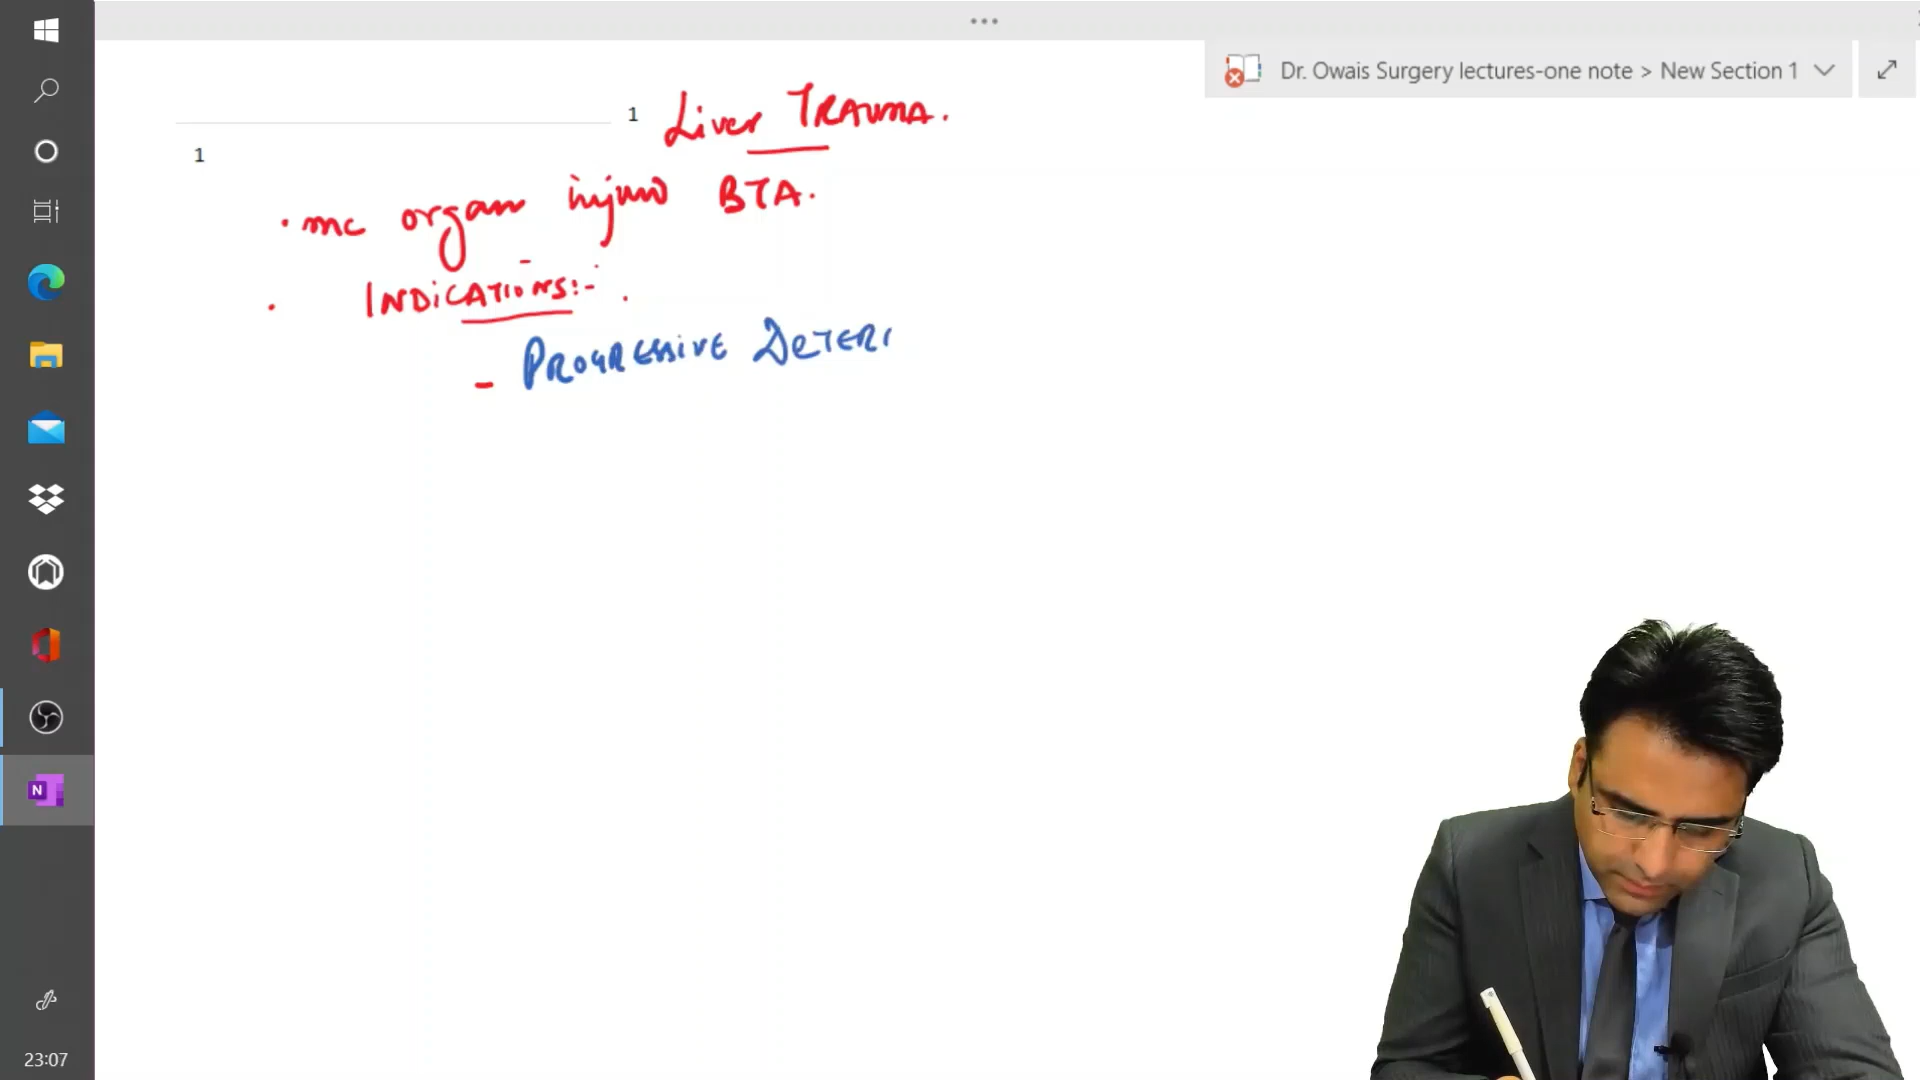 Dr. Owais Surgery lectures-one note > New Section 1
1 Liver TRAUMA.
1
• mc organ injured BTA.
• INDICATIONS:-
- PROGRESSIVE DETERI
N
23:07